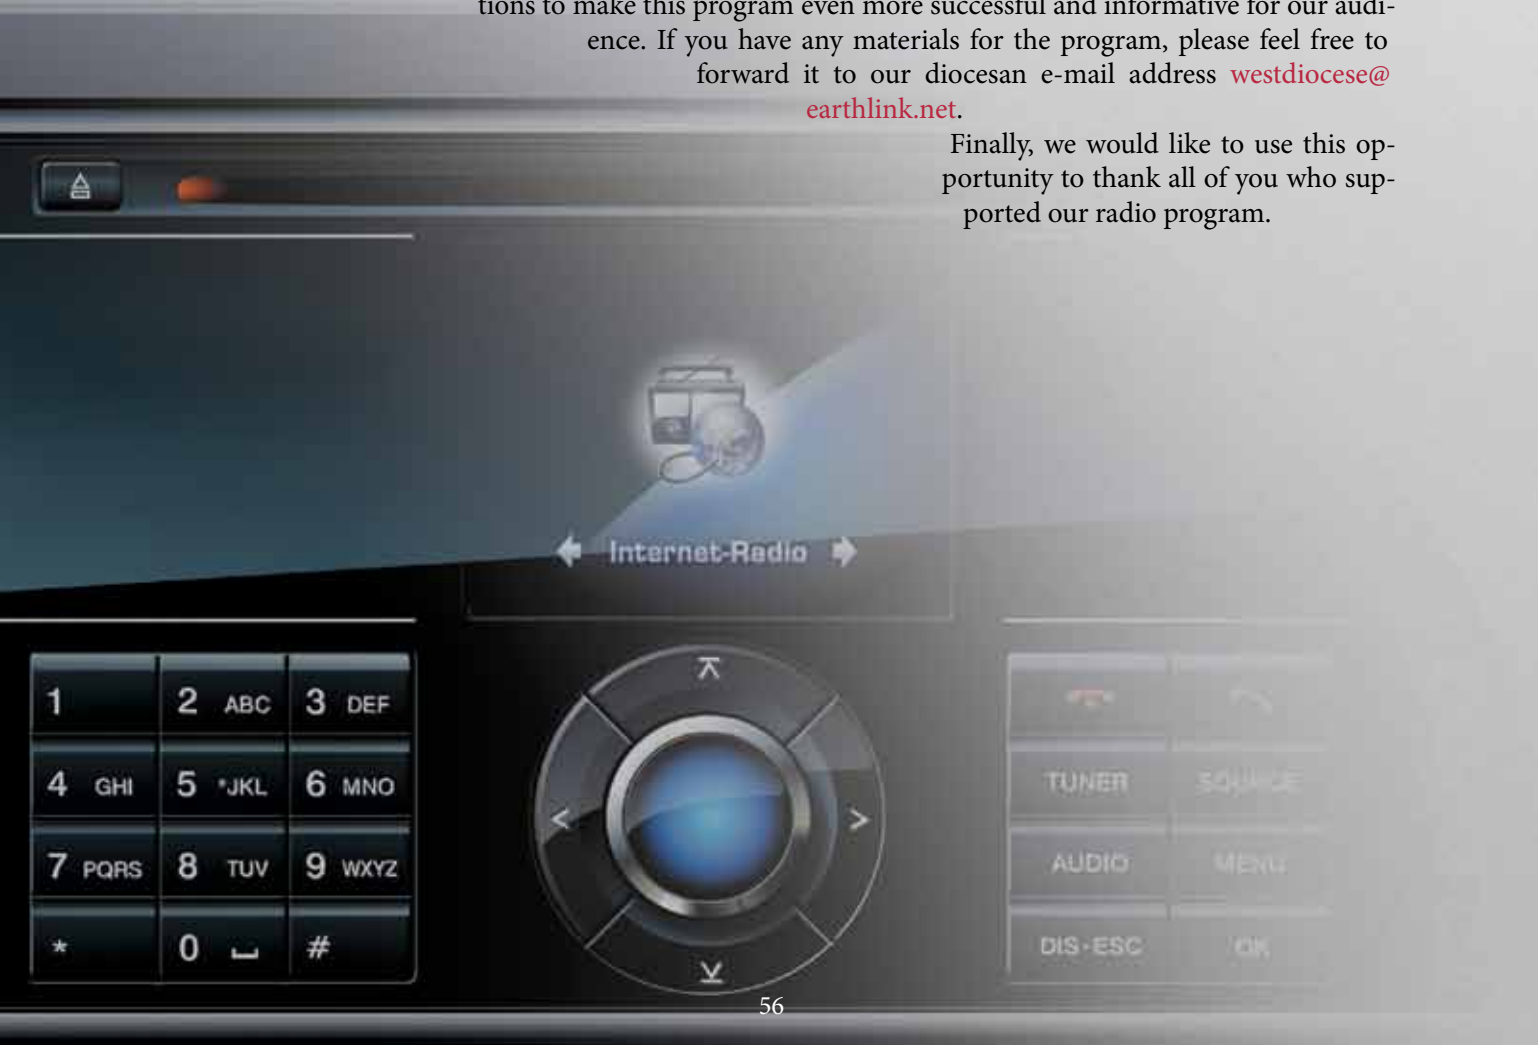 tions to make this program even more successful and informative for our audi-
ence. If you have any materials for the program, please feel free to
forward it to our diocesan e-mail address westdiocese@
earthlink.net.
Finally, we would like to use this op-
portunity to thank all of you who sup-
ported our radio program.
Internet-Radio
1
2 ABC
3 DEF
4 GHI
5 JKL
6 MNO
7 PQRS
8 TUV
9 WXYZ
*
0
#
TUNER
SOURCE
AUDIO
MENU
DIS-ESC
OK
56